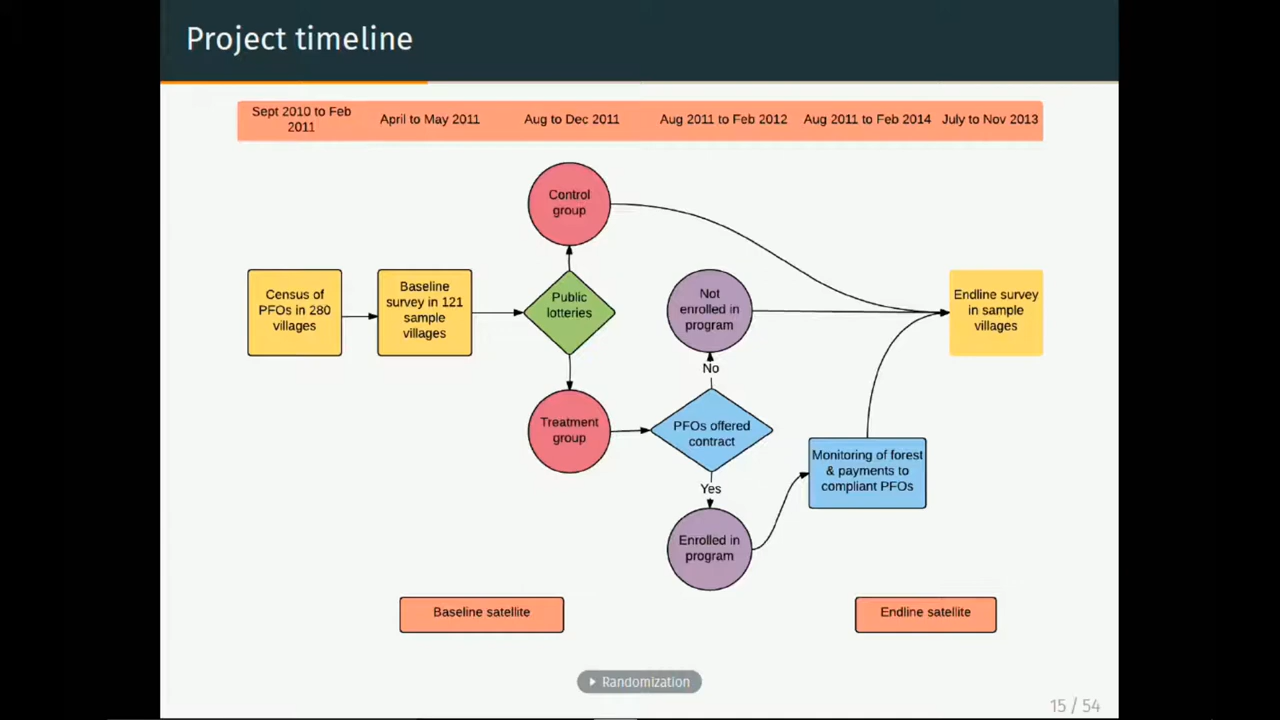 Project timeline
Sept 2010 to Feb
2011
April to May 2011
Aug to Dec 2011
Aug 2011 to Feb 2012
Aug 2011 to Feb 2014
July to Nov 2013
Control
group
Census of
PFOs in 280
villages
Baseline
survey in 121
sample
villages
Public
lotteries
Not
enrolled in
program
Endline survey
in sample
villages
No
Treatment
group
PFOs offered
contract
Monitoring of forest
& payments to
compliant PFOs
Yes
Enrolled in
program
Baseline satellite
Endline satellite
Randomization
15 / 54